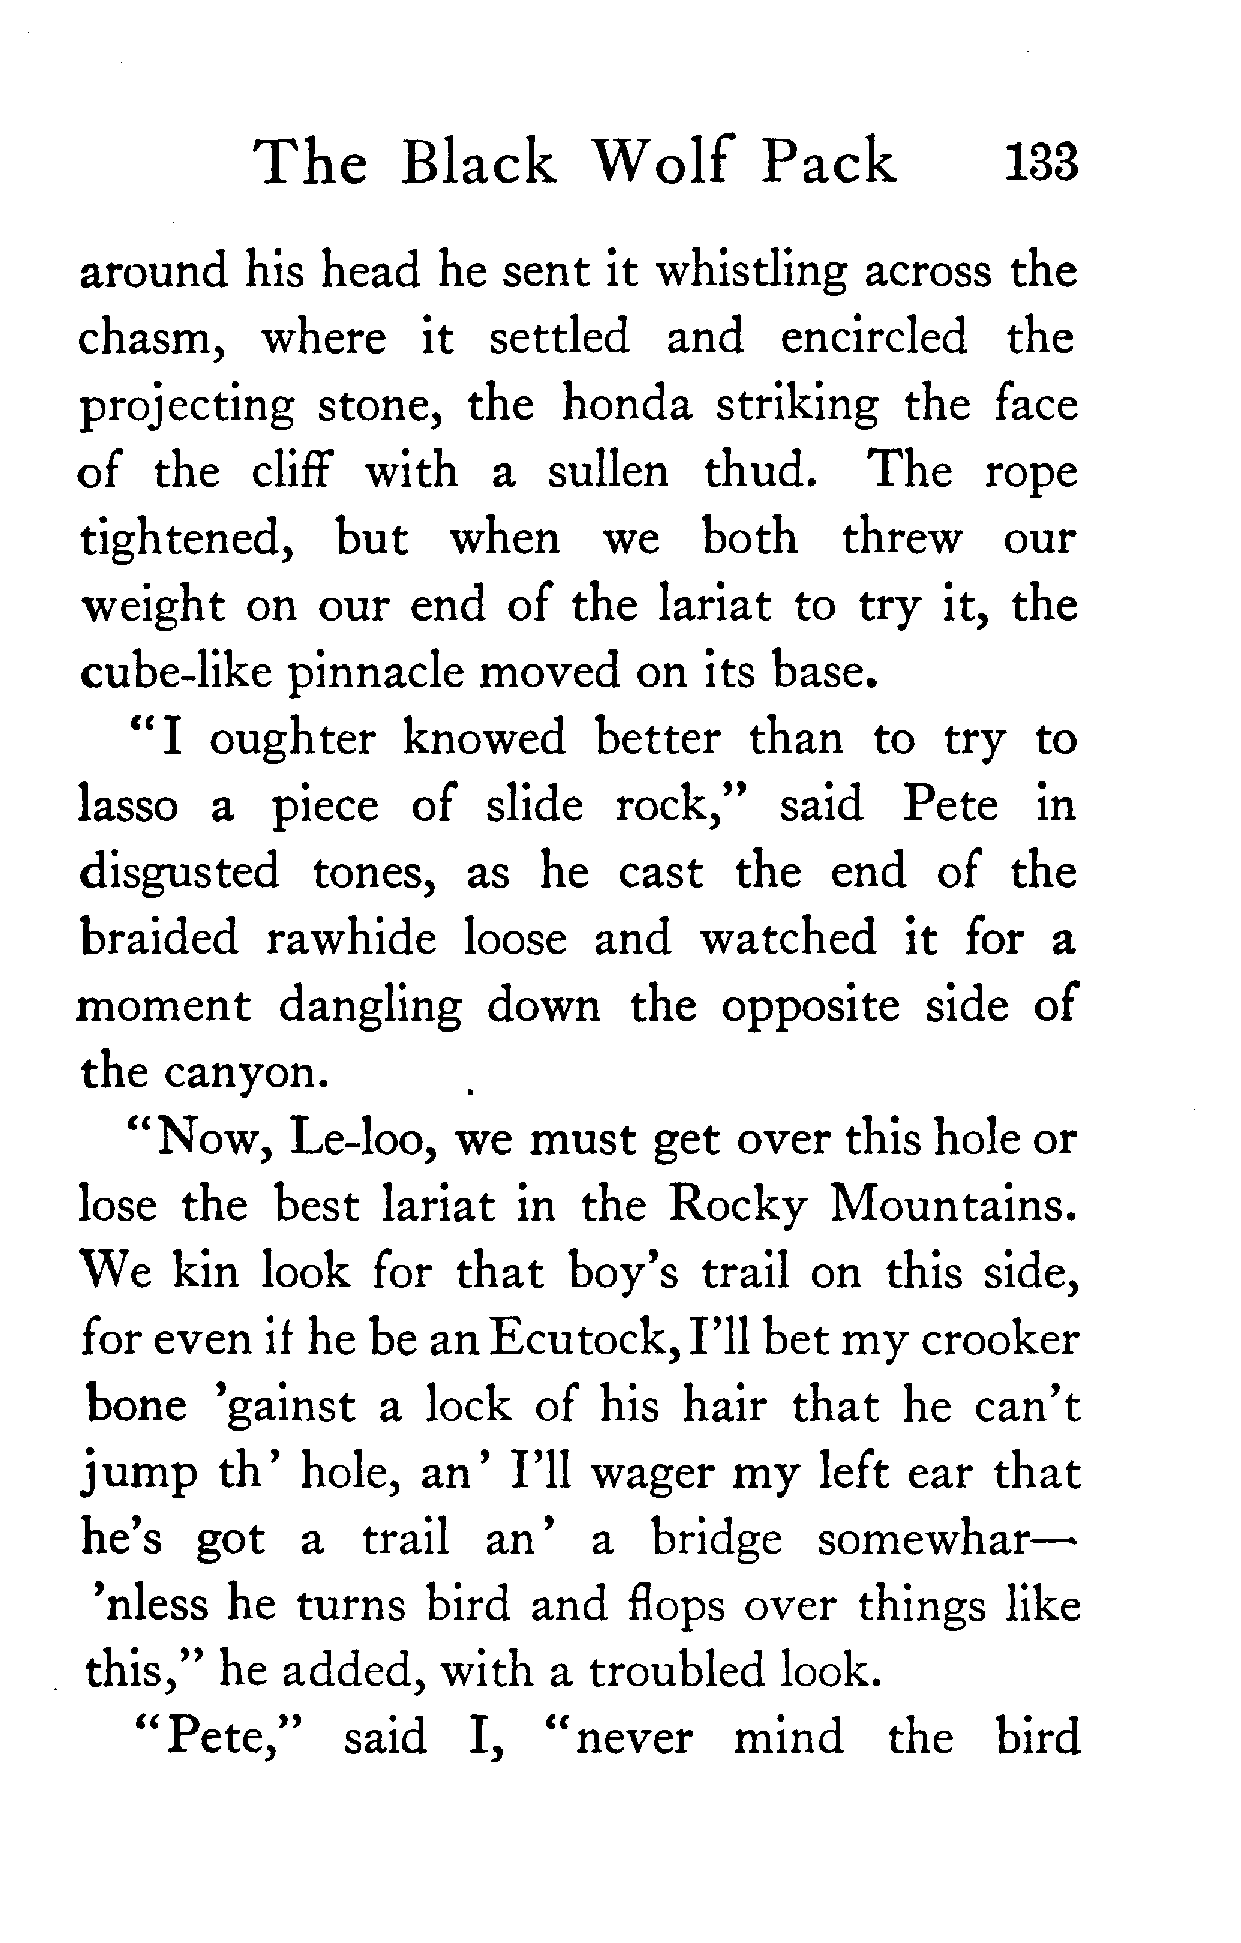 The Black Wolf Pack 133
around his head he sent it whistling across the
chasm, where it settled and encircled the
projecting stone, the honda striking the face
of the cliff with a sullen thud. The rope
tightened, but when we both threw our
weight on our end of the lariat to try it, the
cube-like pinnacle moved on its base.
"I oughter knowed better than to try to
lasso a piece of slide rock," said Pete in
disgusted tones, as he cast the end of the
braided rawhide loose and watched it for a
moment dangling down the opposite side of
the canyon.
"Now, Le-loo, we must get over this hole or
lose the best lariat in the Rocky Mountains.
We kin look for that boy's trail on this side,
for even if he be an Ecutock, I'll bet my crooker
bone 'gainst a lock of his hair that he can't
jump th' hole, an' I'll wager my left ear that
he's got a trail an' a bridge somewhar—
'nless he turns bird and flops over things like
this," he added, with a troubled look.
"Pete," said I, "never mind the bird